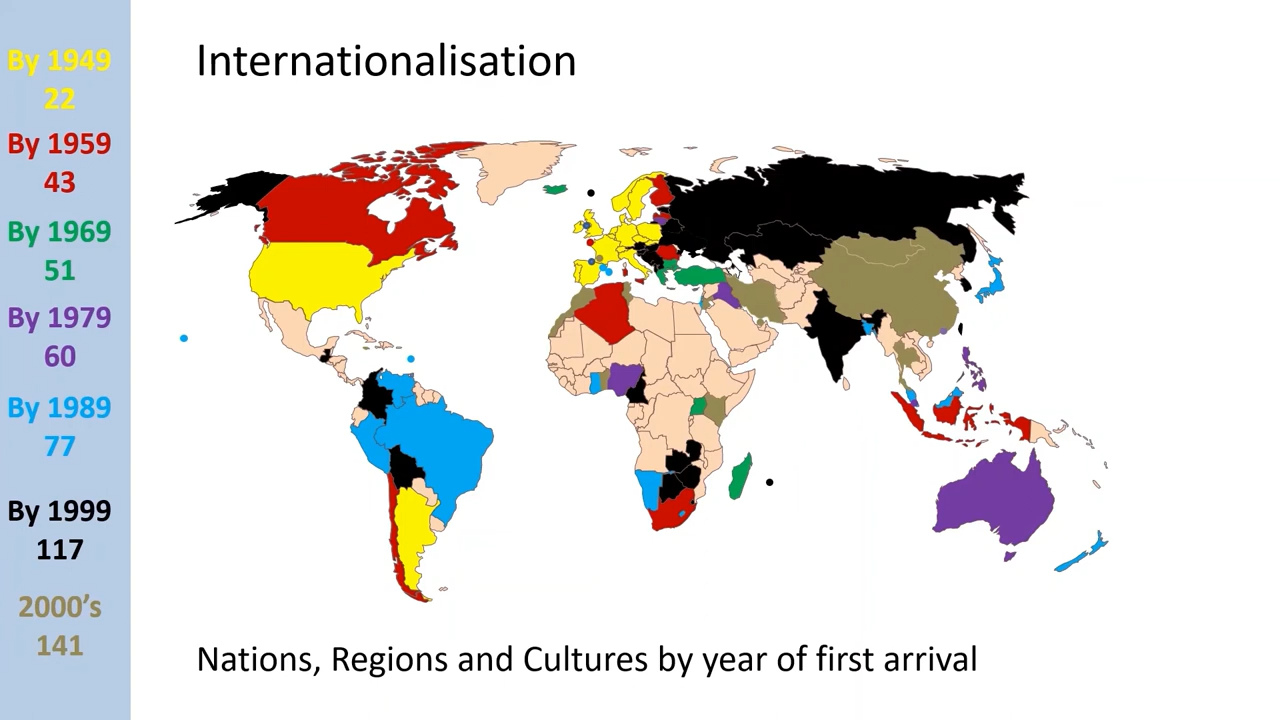 Internationalisation
By 1949
22
By 1959
43
By 1969
51
By 1979
60
By 1989
77
By 1999
117
2000’s
141
Nations, Regions and Cultures by year of first arrival